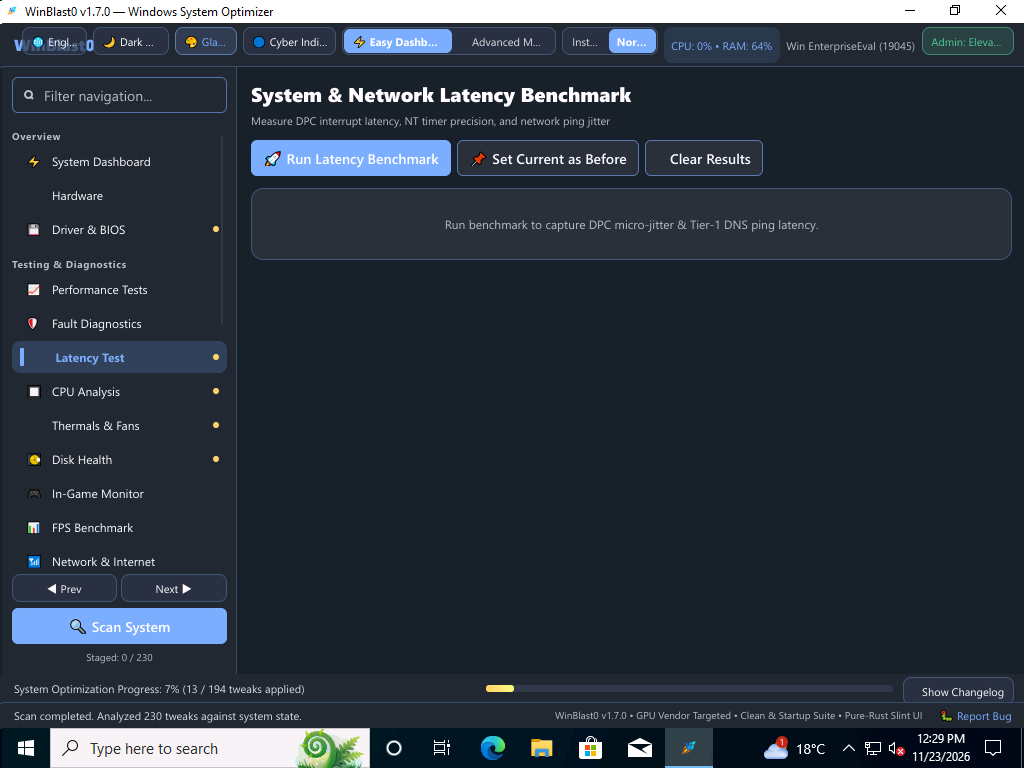 WinBlast0 v1.7.0 — Windows System Optimizer
WinBlast0
Engl...
Dark ...
Gla...
Cyber Indi...
Easy Dashb...
Advanced M...
Inst...
Nor...
CPU: 0% • RAM: 64%
Win EnterpriseEval (19045)
Admin: Eleva...
Filter navigation...
Overview
System Dashboard
Hardware
Driver & BIOS
Testing & Diagnostics
Performance Tests
Fault Diagnostics
Latency Test
CPU Analysis
Thermals & Fans
Disk Health
In-Game Monitor
FPS Benchmark
Network & Internet
◀ Prev
Next ▶
Scan System
Staged: 0 / 230
System & Network Latency Benchmark
Measure DPC interrupt latency, NT timer precision, and network ping jitter
Run Latency Benchmark
Set Current as Before
Clear Results
Run benchmark to capture DPC micro-jitter & Tier-1 DNS ping latency.
System Optimization Progress: 7% (13 / 194 tweaks applied)
Show Changelog
Scan completed. Analyzed 230 tweaks against system state.
WinBlast0 v1.7.0 • GPU Vendor Targeted • Clean & Startup Suite • Pure-Rust Slint UI
Report Bug
Type here to search
1
18°C
12:29 PM
11/23/2026